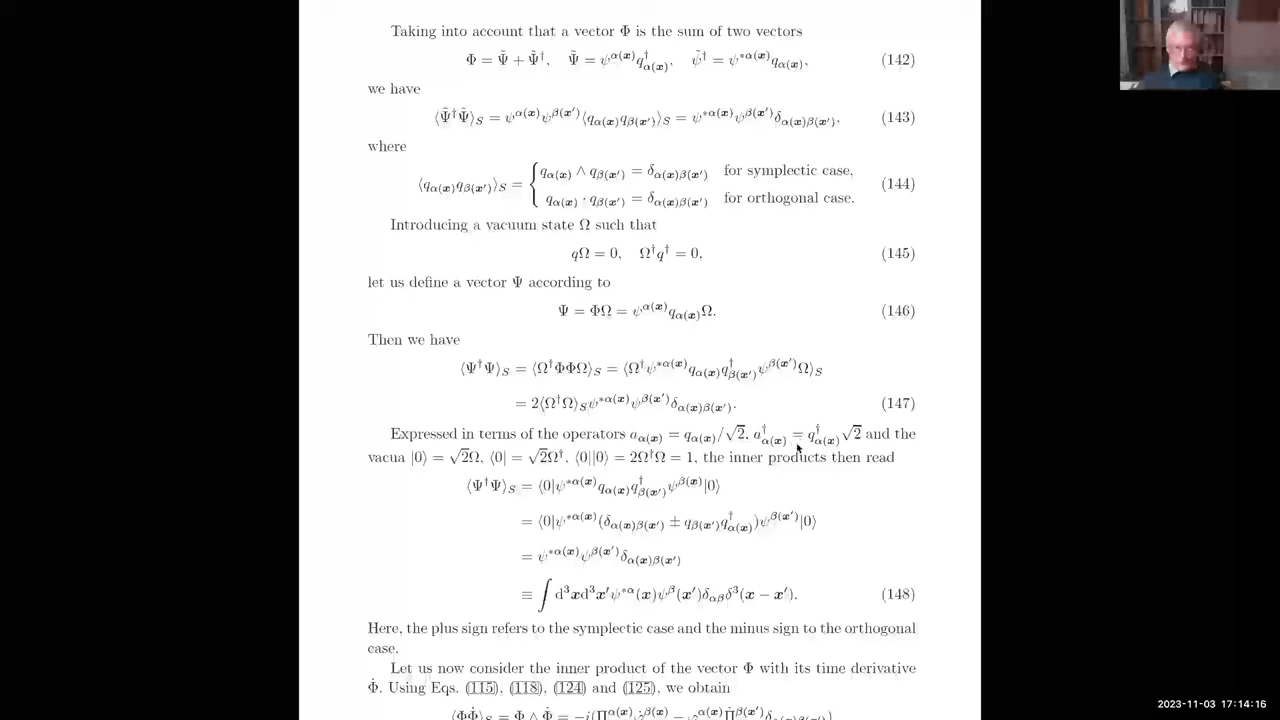 Taking into account that a vector Φ is the sum of two vectors
Φ = Ψ̃ + Ψ̃†, Ψ̃ = ψ^{α(x)} q†_{α(x)}, ψ̃† = ψ^{*α(x)} q_{α(x)}, (142)
we have
⟨Ψ̃†Ψ̃⟩_S = ψ^{α(x)} ψ^{β(x′)} ⟨q_{α(x)} q_{β(x′)}⟩_S = ψ^{*α(x)} ψ^{β(x′)} δ_{α(x)β(x′)}, (143)
where
⟨q_{α(x)} q_{β(x′)}⟩_S = { q_{α(x)} ∧ q_{β(x′)} = δ_{α(x)β(x′)} for symplectic case,
q_{α(x)} · q_{β(x′)} = δ_{α(x)β(x′)} for orthogonal case. (144)
Introducing a vacuum state Ω such that
qΩ = 0, Ω†q† = 0, (145)
let us define a vector Ψ according to
Ψ = ΦΩ = ψ^{α(x)} q_{α(x)} Ω. (146)
Then we have
⟨Ψ†Ψ⟩_S = ⟨Ω†ΦΦΩ⟩_S = ⟨Ω†ψ^{*α(x)} q_{α(x)} q†_{β(x′)} ψ^{β(x′)} Ω⟩_S
= 2⟨Ω†Ω⟩_S ψ^{*α(x)} ψ^{β(x′)} δ_{α(x)β(x′)}. (147)
Expressed in terms of the operators a_{α(x)} = q_{α(x)}/√2, a†_{α(x)} = q†_{α(x)} √2 and the
vacua |0⟩ = √2Ω, ⟨0| = √2Ω†, ⟨0||0⟩ = 2Ω†Ω = 1, the inner products then read
⟨Ψ†Ψ⟩_S = ⟨0|ψ^{*α(x)} q_{α(x)} q†_{β(x′)} ψ^{β(x)}|0⟩
= ⟨0|ψ^{*α(x)} (δ_{α(x)β(x′)} ± q_{β(x′)} q†_{α(x)}) ψ^{β(x′)}|0⟩
= ψ^{*α(x)} ψ^{β(x′)} δ_{α(x)β(x′)}
≡ ∫ d³x d³x′ ψ^{*α}(x) ψ^β(x′) δ_{αβ} δ³(x − x′). (148)
Here, the plus sign refers to the symplectic case and the minus sign to the orthogonal
case.
Let us now consider the inner product of the vector Φ with its time derivative
Φ̇. Using Eqs. (115), (118), (124) and (125), we obtain
2023-11-03 17:14:16